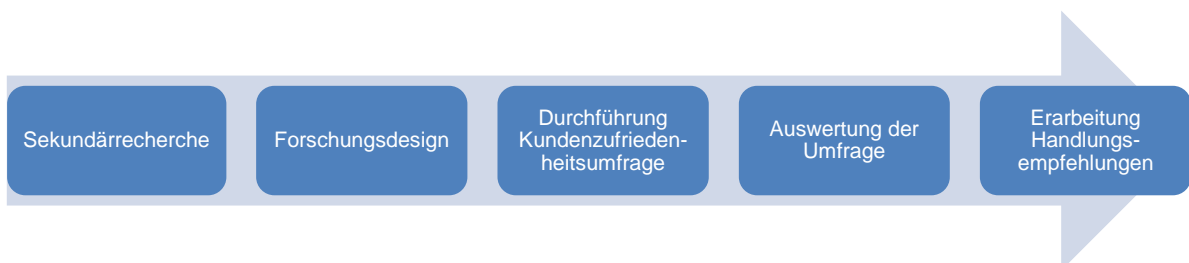 Sekundärrecherche
Forschungsdesign
Durchführung
Kundenzufrieden-
heitsumfrage
Auswertung der
Umfrage
Erarbeitung
Handlungs-
empfehlungen